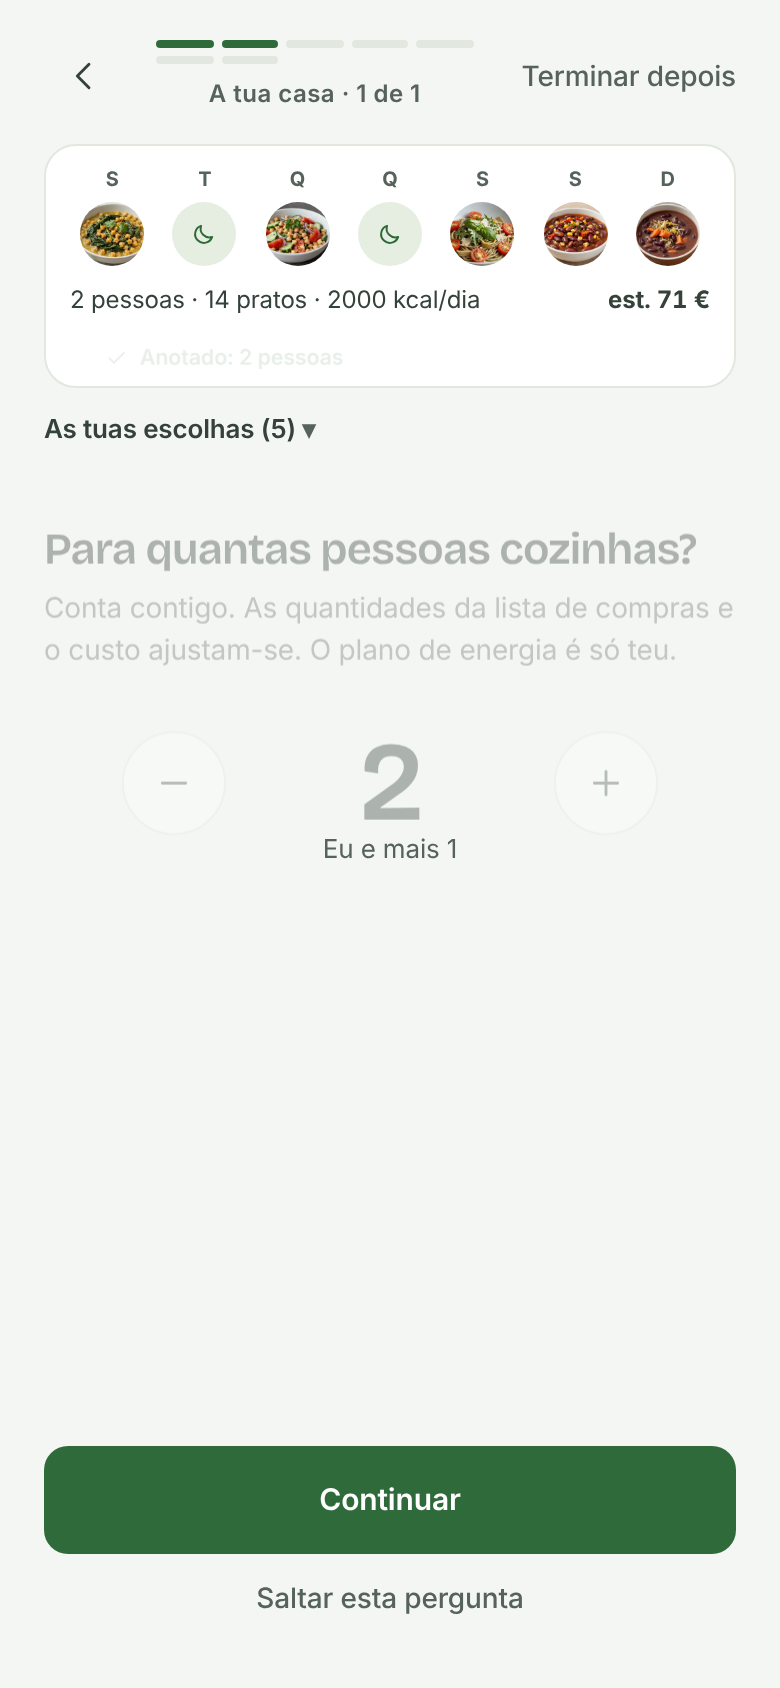 A tua casa · 1 de 1
Terminar depois
S T Q Q S S D
2 pessoas · 14 pratos · 2000 kcal/dia est. 71 €
Anotado: 2 pessoas
As tuas escolhas (5) ▾
Para quantas pessoas cozinhas?
Conta contigo. As quantidades da lista de compras e
o custo ajustam-se. O plano de energia é só teu.
2
Eu e mais 1
Continuar
Saltar esta pergunta